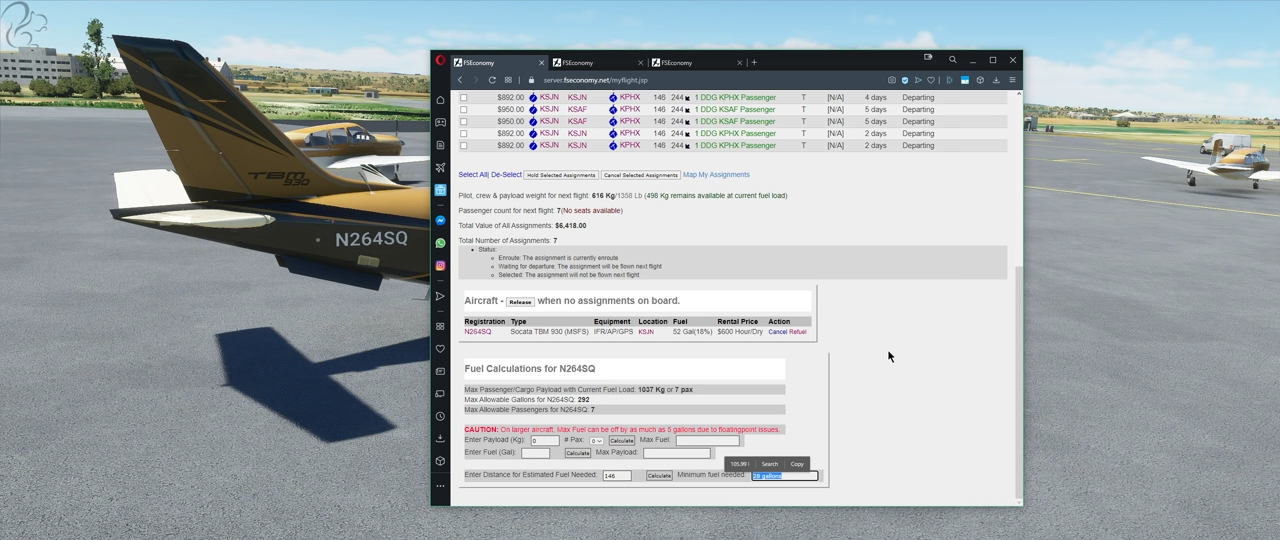 FSEconomy
FSEconomy
FSEconomy
server.fseconomy.net/myflight.jsp
$892.00 KSJN KSJN KPHX 146 244 1 DDG KPHX Passenger T [N/A] 4 days Departing
$950.00 KSJN KSAF KPHX 146 244 1 DDG KSAF Passenger T [N/A] 5 days Departing
$950.00 KSJN KSAF KPHX 146 244 1 DDG KSAF Passenger T [N/A] 5 days Departing
$892.00 KSJN KSJN KPHX 146 244 1 DDG KPHX Passenger T [N/A] 2 days Departing
$892.00 KSJN KSJN KPHX 146 244 1 DDG KPHX Passenger T [N/A] 2 days Departing
Select All| De-Select Hold Selected Assignments Cancel Selected Assignments Map My Assignments
Pilot, crew & payload weight for next flight: 616 Kg/1358 Lb (498 Kg remains available at current fuel load)
Passenger count for next flight: 7(No seats available)
Total Value of All Assignments: $6,418.00
Total Number of Assignments: 7
Status:
Enroute: The assignment is currently enroute
Waiting for departure: The assignment will be flown next flight
Selected: The assignment will not be flown next flight
Aircraft - Release when no assignments on board.
Registration Type Equipment Location Fuel Rental Price Action
N264SQ Socata TBM 930 (MSFS) IFR/AP/GPS KSJN 52 Gal(18%) $600 Hour/Dry Cancel Refuel
Fuel Calculations for N264SQ
Max Passenger/Cargo Payload with Current Fuel Load: 1037 Kg or 7 pax
Max Allowable Gallons for N264SQ: 292
Max Allowable Passengers for N264SQ: 7
CAUTION: On larger aircraft, Max Fuel can be off by as much as 5 gallons due to floatingpoint issues.
Enter Payload (Kg): 0 # Pax: 0 Calculate Max Fuel:
Enter Fuel (Gal): Calculate Max Payload:
105.99 l Search Copy
Enter Distance for Estimated Fuel Needed: 146 Calculate Minimum fuel needed: 28 gallons
TBM
930
N264SQ